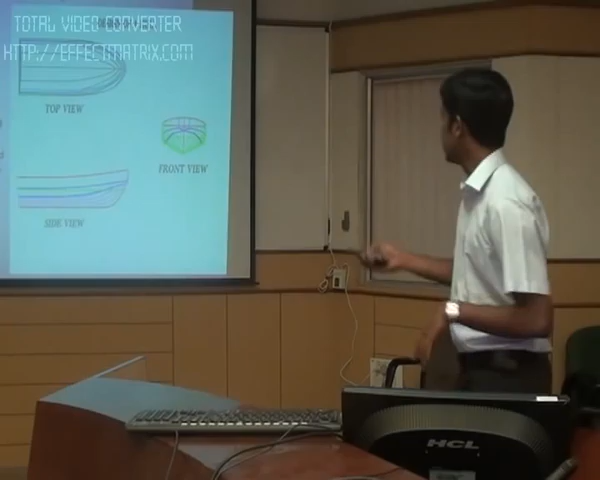 TOTAL VIDEO CONVERTER
HTTP://EFFECTMATRIX.COM
TOP VIEW
FRONT VIEW
SIDE VIEW
HCL